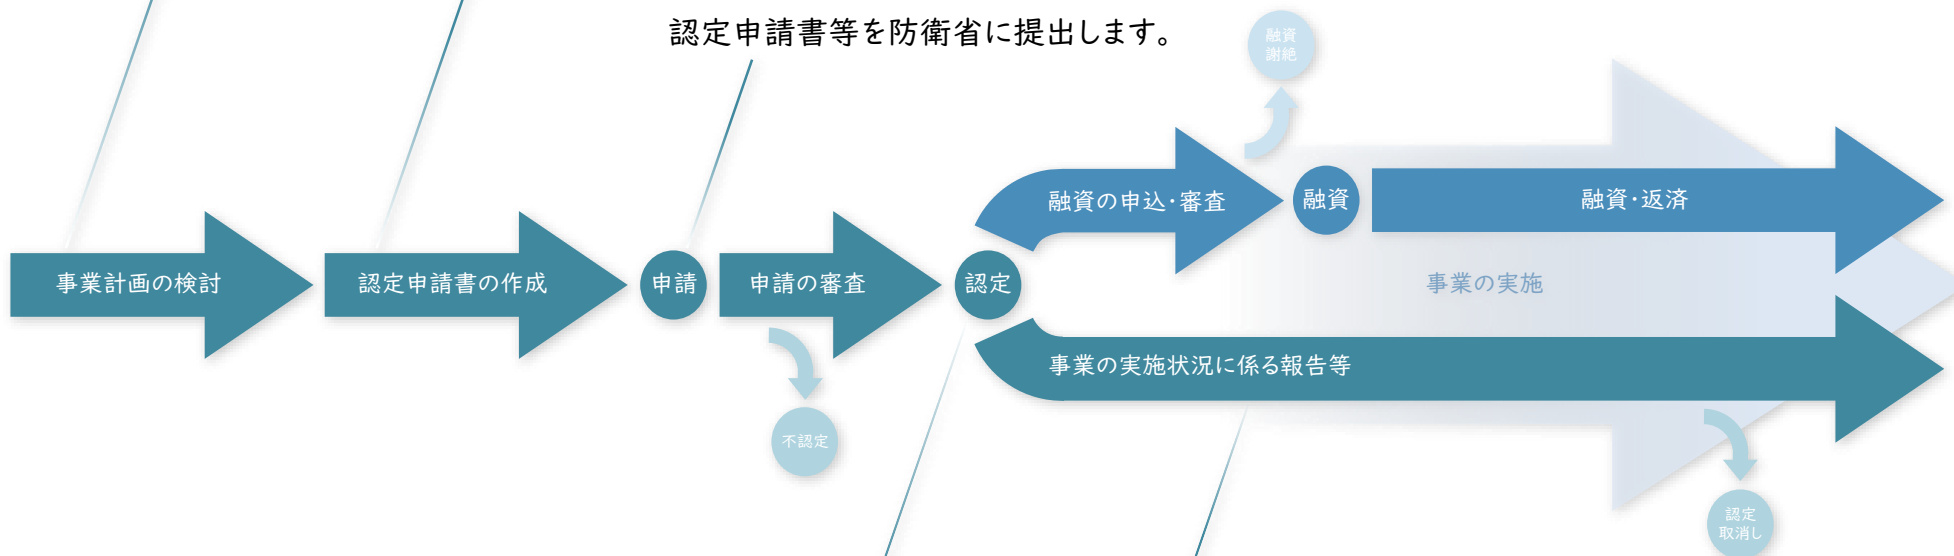 認定申請書等を防衛省に提出します。
融資
謝絶
融資の申込・審査
融資
融資・返済
事業計画の検討
認定申請書の作成
申請
申請の審査
認定
事業の実施
事業の実施状況に係る報告等
不認定
認定
取消し